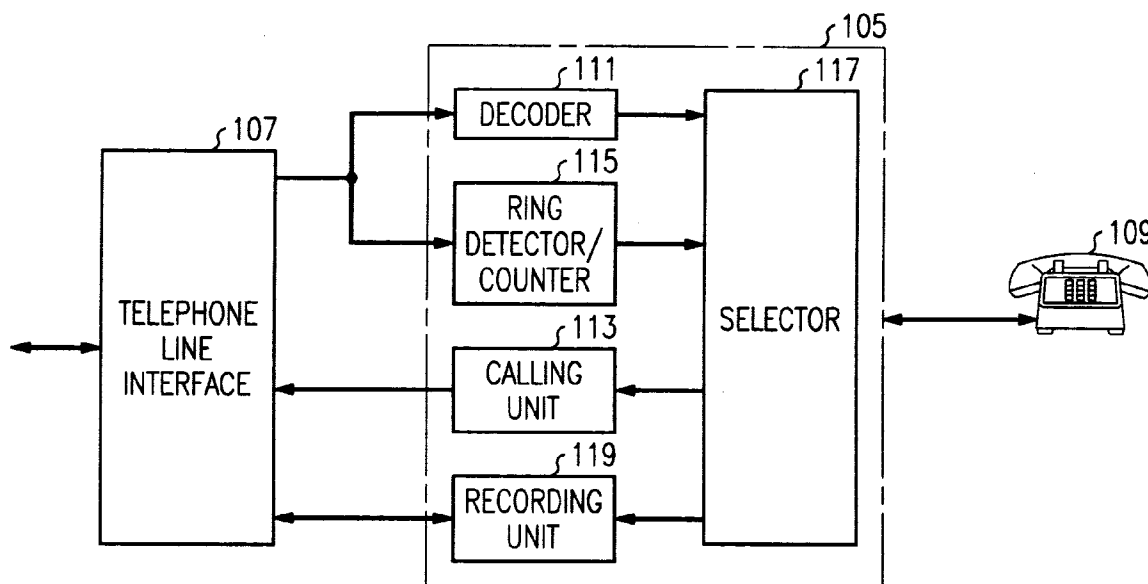 105
111
117
DECODER
107
115
RING
DETECTOR/
COUNTER
109
TELEPHONE
LINE
INTERFACE
SELECTOR
113
CALLING
UNIT
119
RECORDING
UNIT